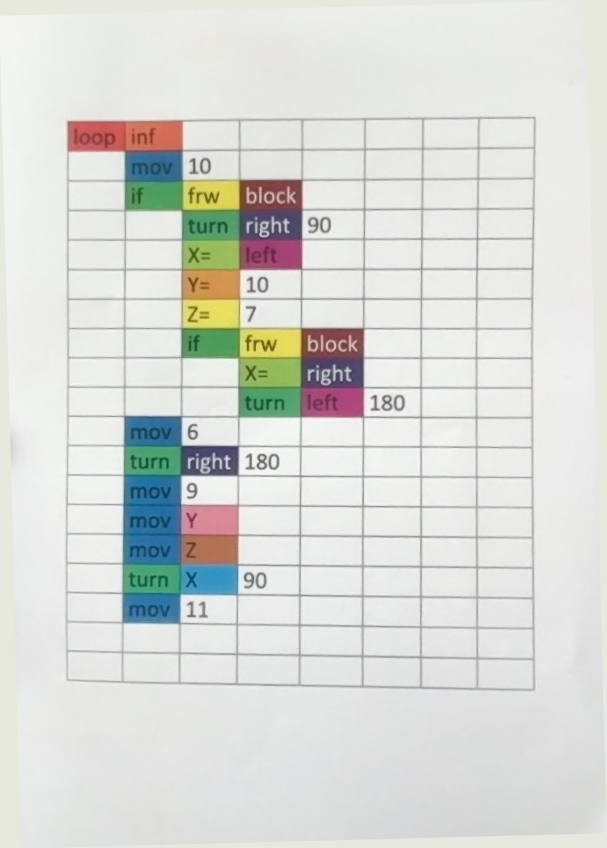 loop inf
mov 10
if frw block
turn right 90
X= left
Y= 10
Z= 7
if frw block
X= right
turn left 180
mov 6
turn right 180
mov 9
mov Y
mov Z
turn X 90
mov 11